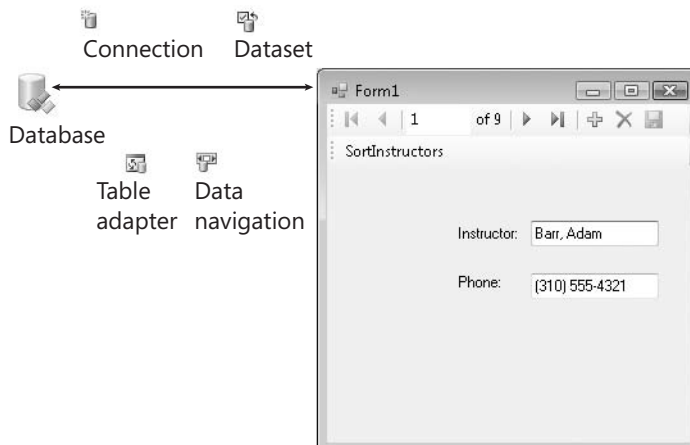 Connection
Dataset
Database
Table adapter
Data navigation
Form1
1 of 9
SortInstructors
Instructor: Barr, Adam
Phone: (310) 555-4321